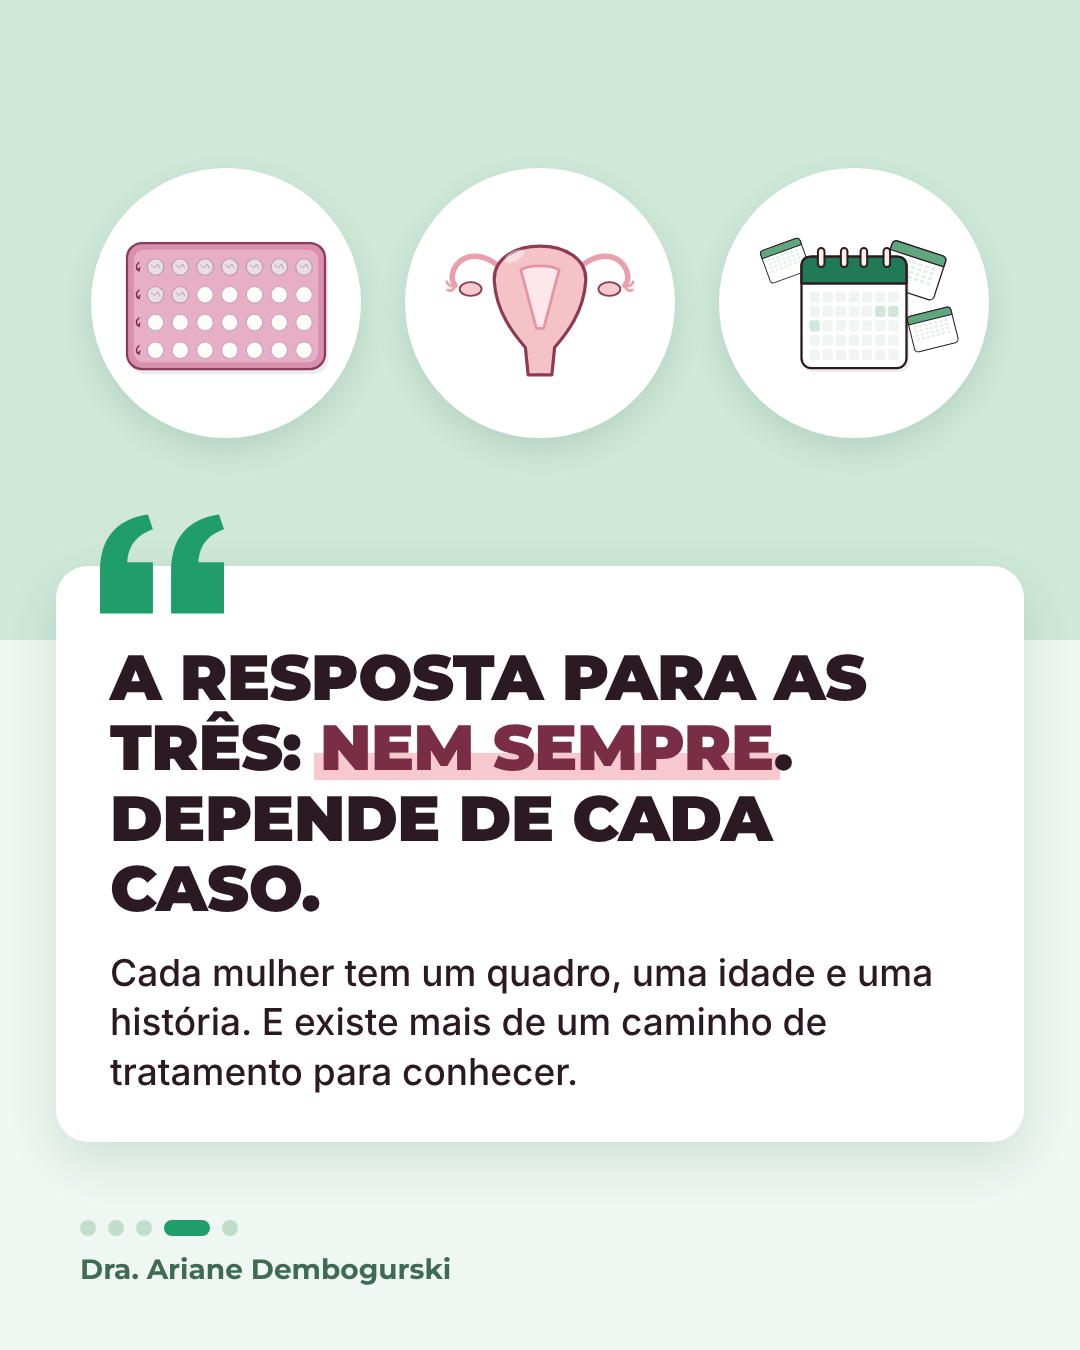 A RESPOSTA PARA AS
TRÊS: NEM SEMPRE.
DEPENDE DE CADA
CASO.
Cada mulher tem um quadro, uma idade e uma
história. E existe mais de um caminho de
tratamento para conhecer.
Dra. Ariane Dembogurski